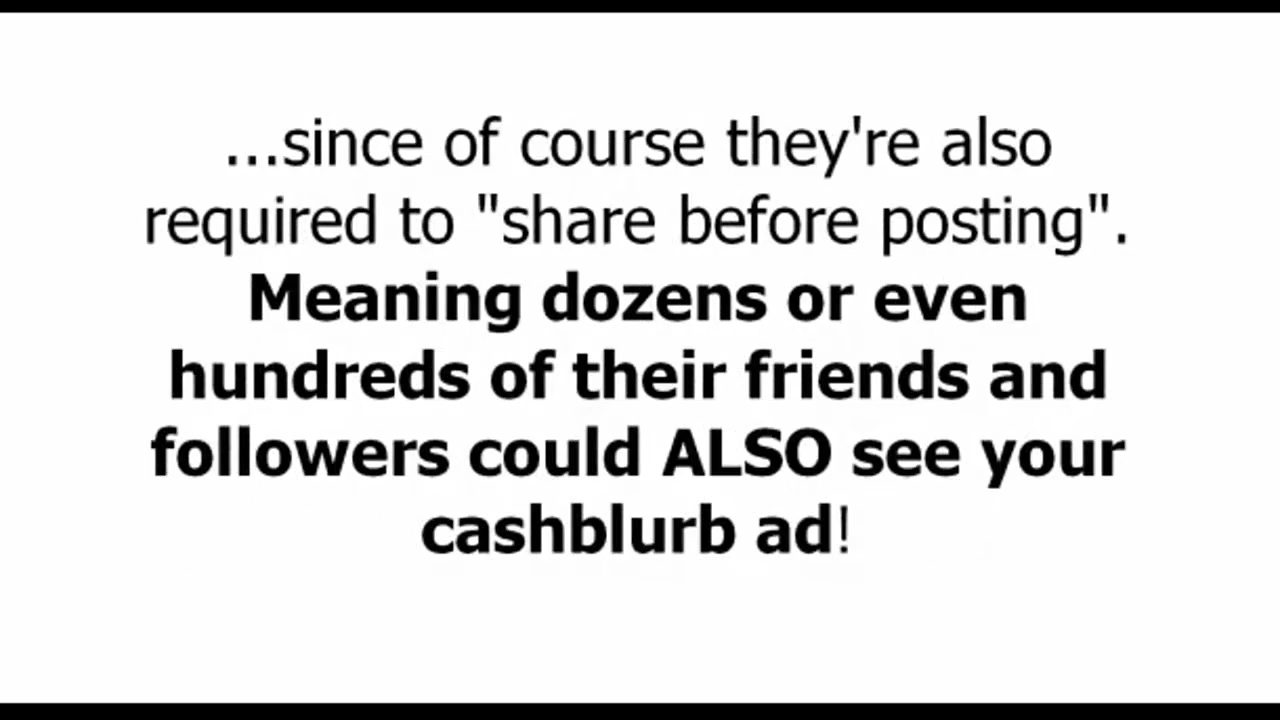 ...since of course they're also
required to "share before posting".
Meaning dozens or even
hundreds of their friends and
followers could ALSO see your
cashblurb ad!